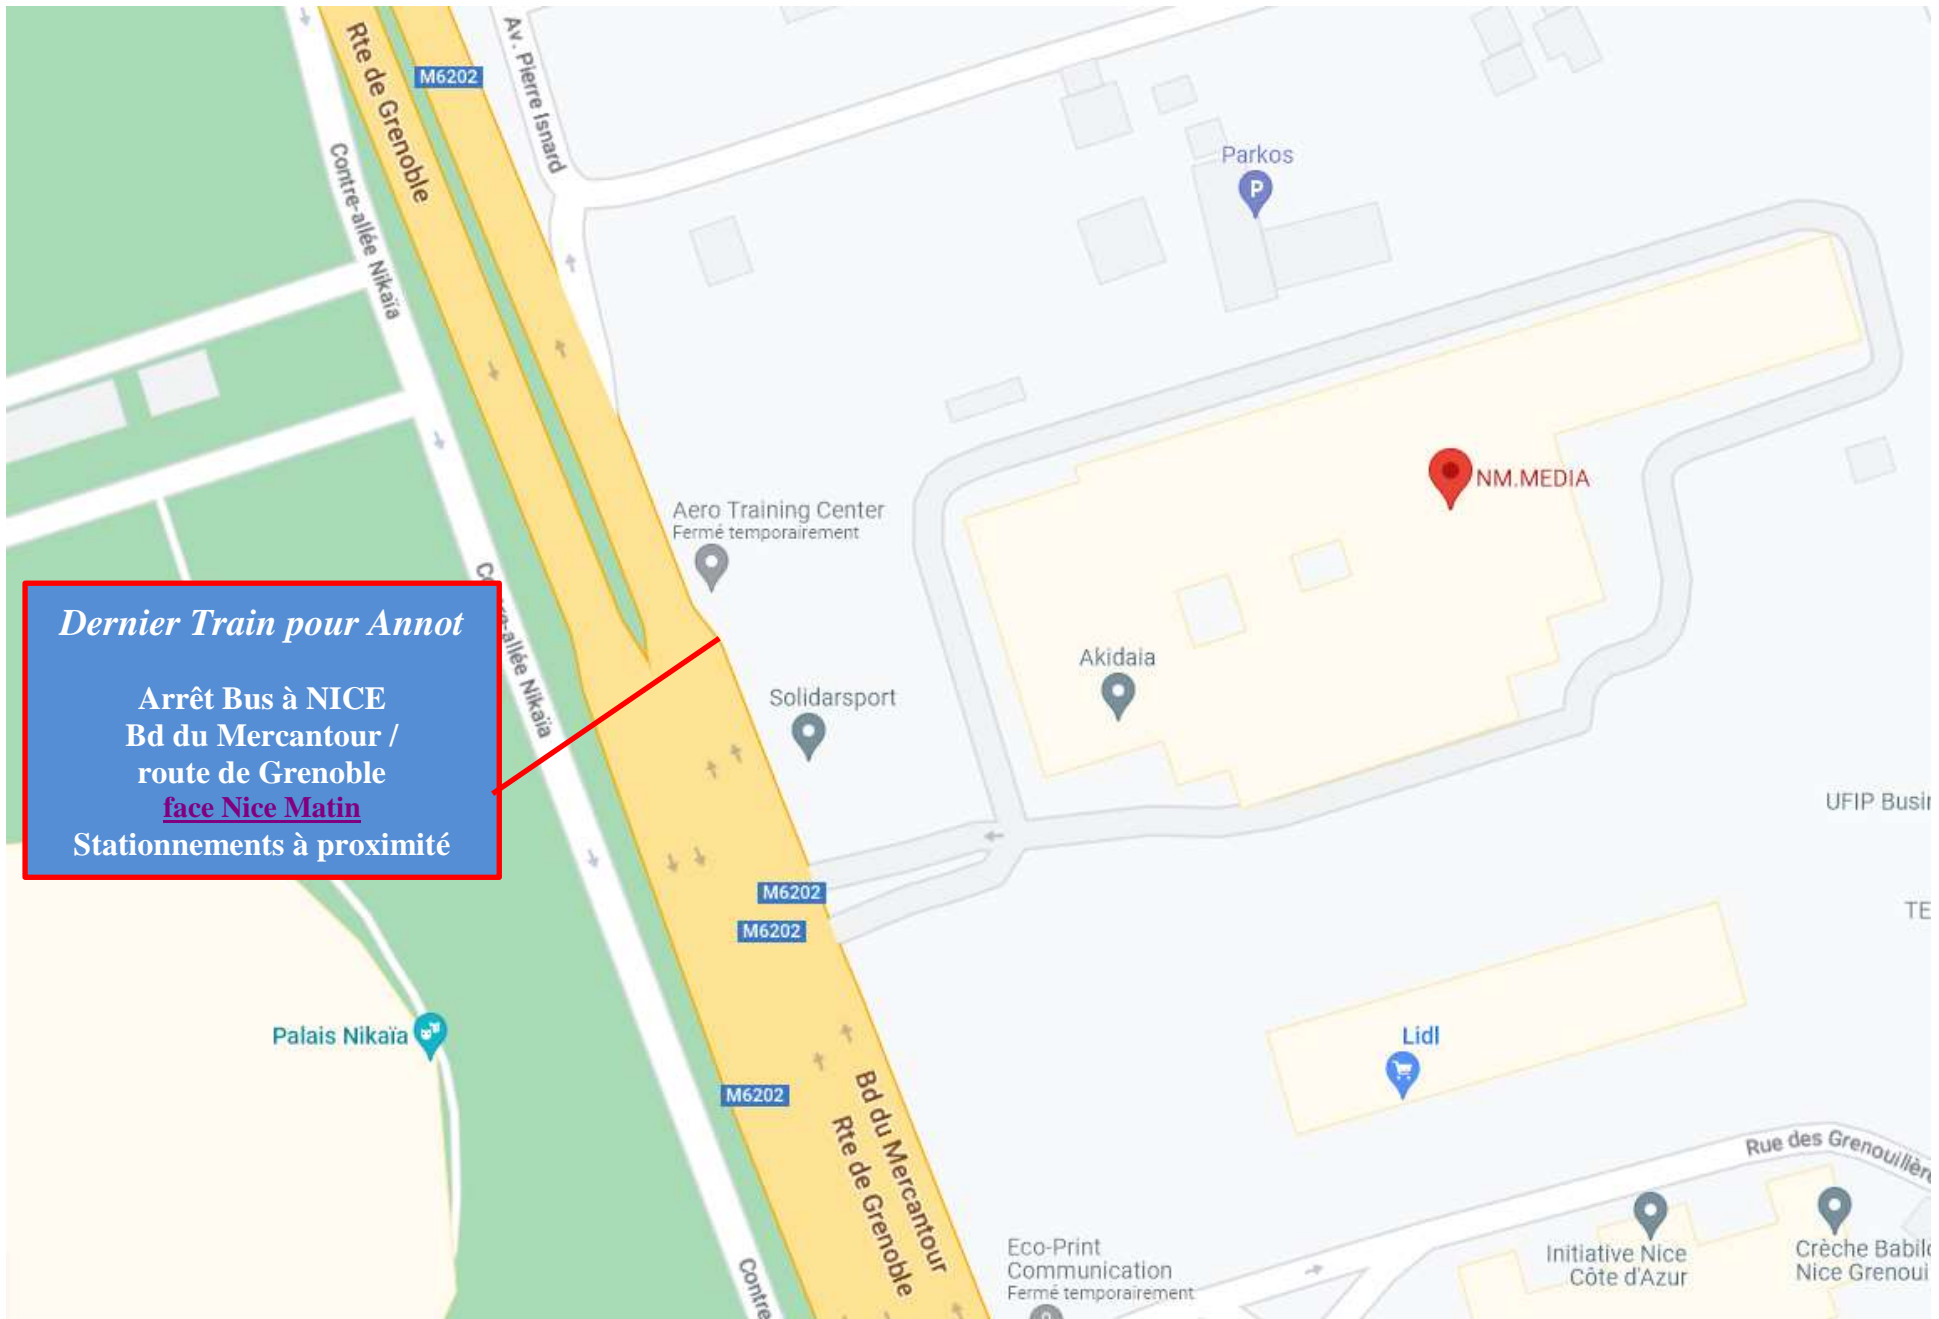 Rte de Grenoble
M6202
Av. Pierre Isnard
Contre-allée Nikaïa
Parkos
P
NM.MEDIA
Aero Training Center
Fermé temporairement
Dernier Train pour Annot
Arrêt Bus à NICE
Bd du Mercantour /
route de Grenoble
face Nice Matin
Stationnements à proximité
Akidaia
Solidarsport
UFIP Busi
M6202
M6202
TE
Palais Nikaïa
Lidl
M6202
Bd du Mercantour
Rte de Grenoble
Rue des Grenouillère
Eco-Print
Communication
Fermé temporairement
Initiative Nice
Côte d'Azur
Crèche Babil
Nice Grenoui
Contre